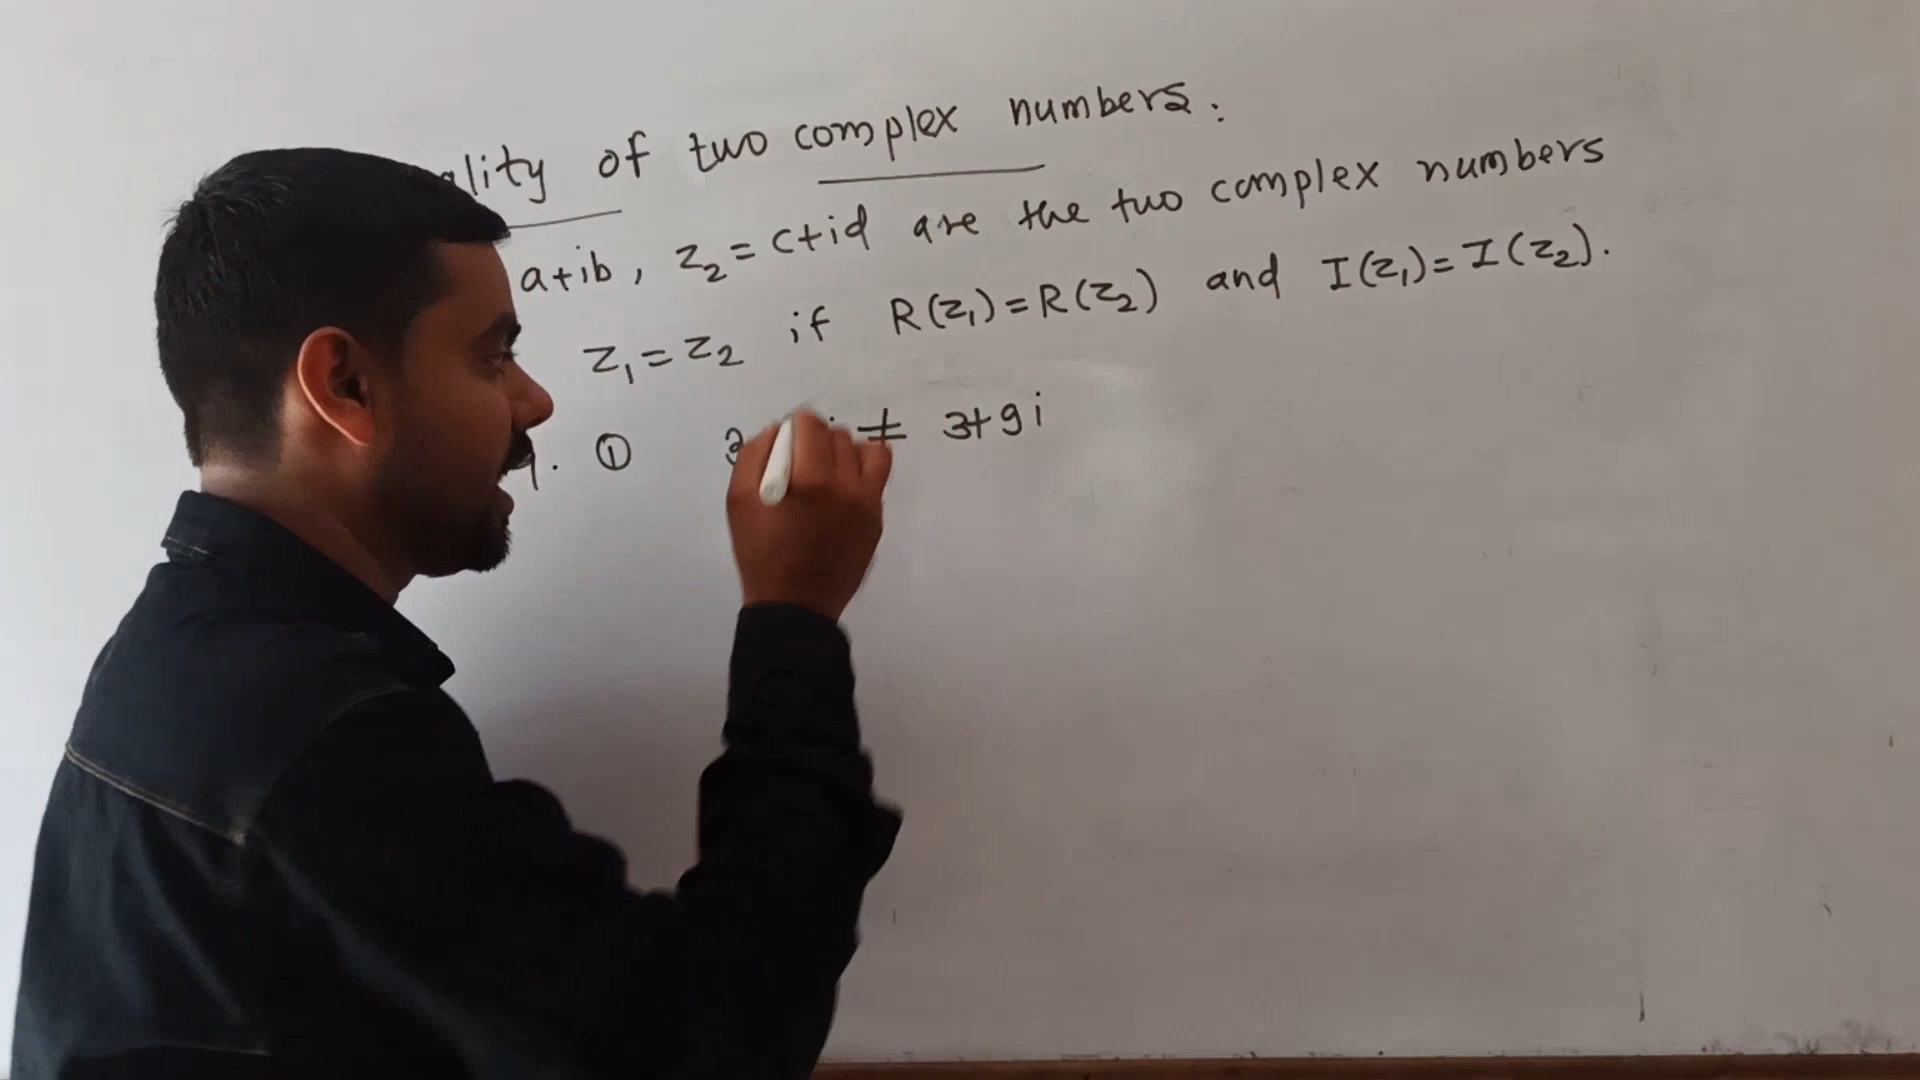 of two complex numbers.
a+ib, z₂=c+id are the two complex numbers
z₁=z₂ if R(z₁)=R(z₂) and I(z₁)=I(z₂).
① ≠ 3+9i